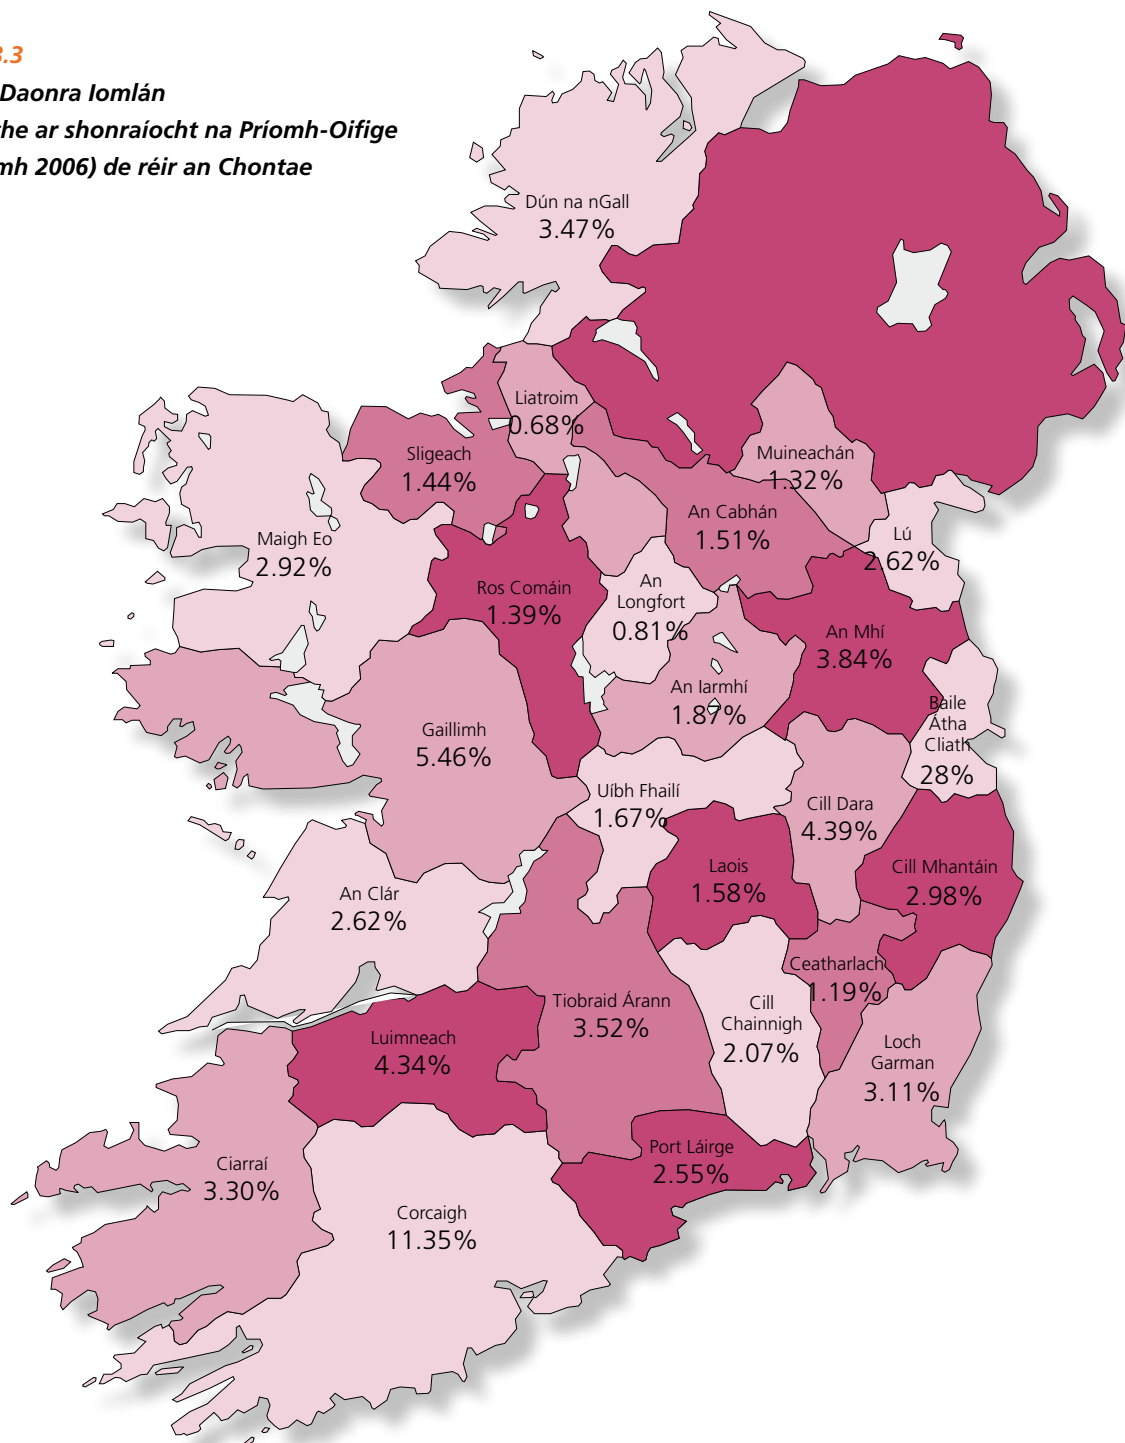 3.3
Daonra Iomlán
the ar shonraíocht na Príomh-Oifige
mh 2006) de réir an Chontae
Dún na nGall
3.47%
Liatroim
0.68%
Sligeach
1.44%
Muineachán
1.32%
An Cabhán
1.51%
Lú
2.62%
Maigh Eo
2.92%
Ros Comáin
1.39%
An
Longfort
0.81%
An Mhí
3.84%
An Iarmhí
1.87%
Baile
Átha
Cliath
28%
Gaillimh
5.46%
Uíbh Fhailí
1.67%
Cill Dara
4.39%
Laois
1.58%
Cill Mhantáin
2.98%
An Clár
2.62%
Ceatharlach
1.19%
Tiobraid Árann
3.52%
Cill
Chainnigh
2.07%
Luimneach
4.34%
Loch
Garman
3.11%
Port Láirge
2.55%
Ciarraí
3.30%
Corcaigh
11.35%